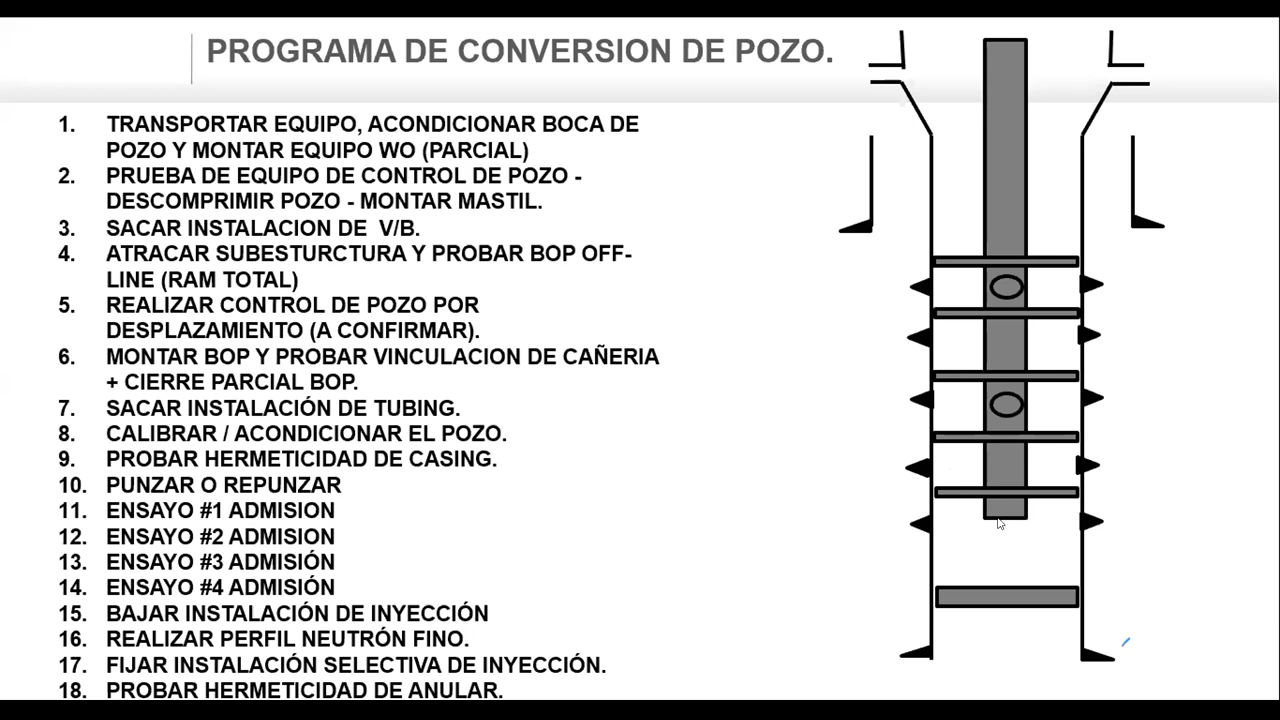 PROGRAMA DE CONVERSION DE POZO.
1. TRANSPORTAR EQUIPO, ACONDICIONAR BOCA DE
POZO Y MONTAR EQUIPO WO (PARCIAL)
2. PRUEBA DE EQUIPO DE CONTROL DE POZO -
DESCOMPRIMIR POZO - MONTAR MASTIL.
3. SACAR INSTALACION DE V/B.
4. ATRACAR SUBESTURCTURA Y PROBAR BOP OFF-
LINE (RAM TOTAL)
5. REALIZAR CONTROL DE POZO POR
DESPLAZAMIENTO (A CONFIRMAR).
6. MONTAR BOP Y PROBAR VINCULACION DE CAÑERIA
+ CIERRE PARCIAL BOP.
7. SACAR INSTALACIÓN DE TUBING.
8. CALIBRAR / ACONDICIONAR EL POZO.
9. PROBAR HERMETICIDAD DE CASING.
10. PUNZAR O REPUNZAR
11. ENSAYO #1 ADMISION
12. ENSAYO #2 ADMISION
13. ENSAYO #3 ADMISIÓN
14. ENSAYO #4 ADMISIÓN
15. BAJAR INSTALACIÓN DE INYECCIÓN
16. REALIZAR PERFIL NEUTRÓN FINO.
17. FIJAR INSTALACIÓN SELECTIVA DE INYECCIÓN.
18. PROBAR HERMETICIDAD DE ANULAR.